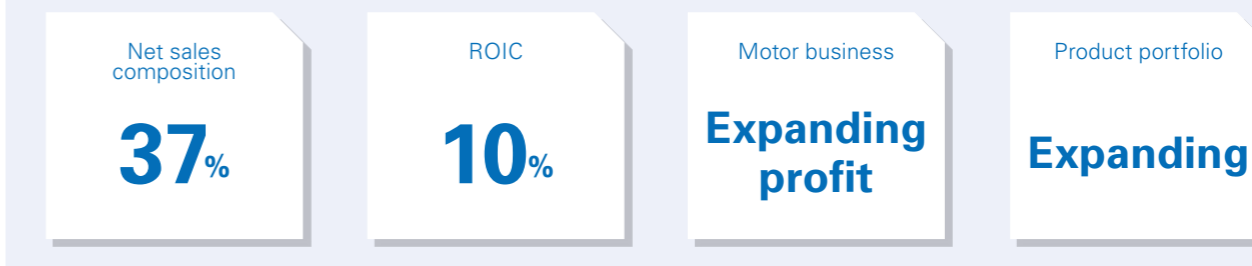 Net sales
composition
37%
ROIC
10%
Motor business
Expanding
profit
Product portfolio
Expanding